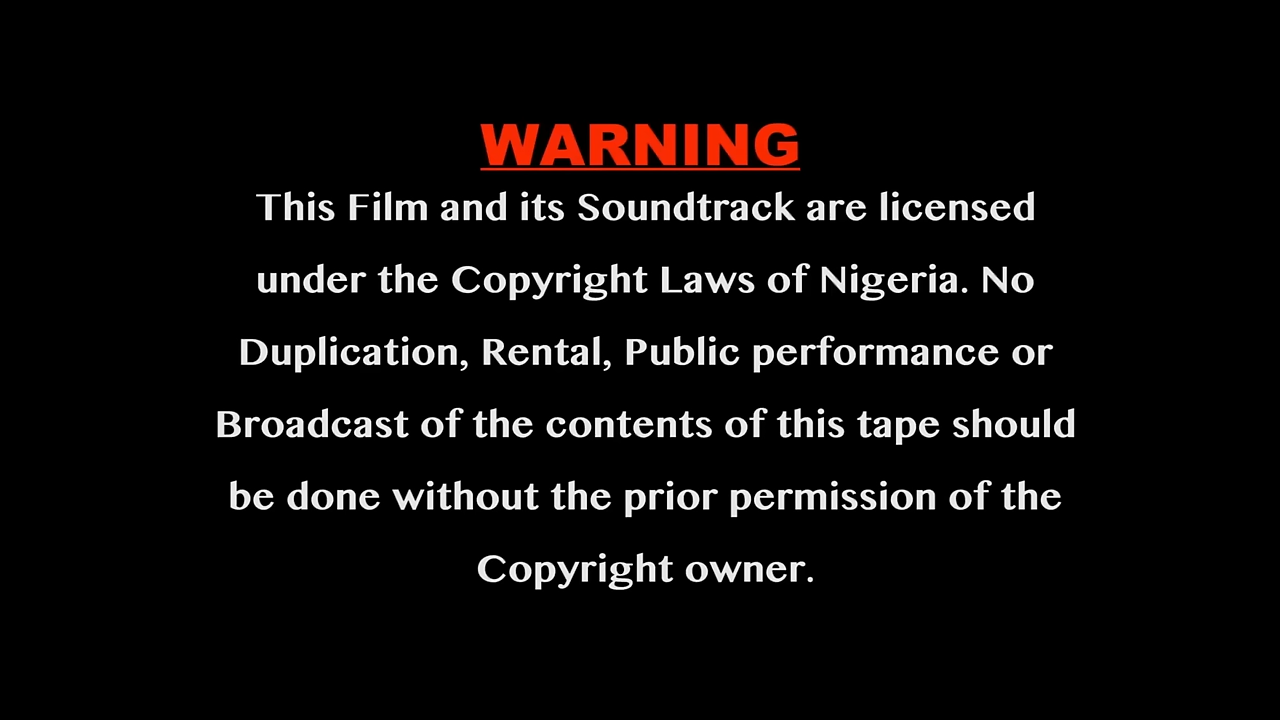 WARNING
This Film and its Soundtrack are licensed
under the Copyright Laws of Nigeria. No
Duplication, Rental, Public performance or
Broadcast of the contents of this tape should
be done without the prior permission of the
Copyright owner.